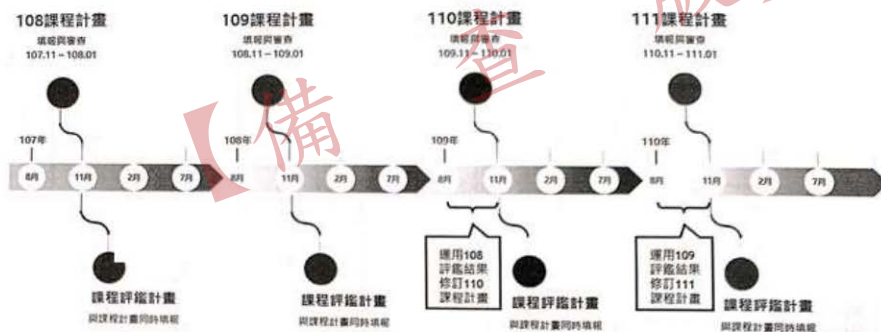 108課程計畫
填報與審查
107.11－108.01
109課程計畫
填報與審查
108.11－109.01
110課程計畫
填報與審查
109.11－110.01
111課程計畫
填報與審查
110.11－111.01
【備查
107年
8月 11月 2月 7月
108年
8月 11月 2月 7月
109年
8月 11月 2月 7月
110年
8月 11月 2月 7月
課程評鑑計畫
與課程計畫同時填報
課程評鑑計畫
與課程計畫同時填報
運用108
評鑑結果
修訂110
課程計畫
課程評鑑計畫
與課程計畫同時填報
運用109
評鑑結果
修訂111
課程計畫
課程評鑑計畫
與課程計畫同時填報